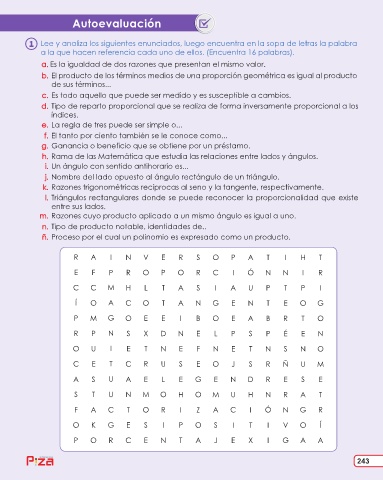 Autoevaluación
1 Lee y analiza los siguientes enunciados, luego encuentra en la sopa de letras la palabra
a la que hacen referencia cada uno de ellos. (Encuentra 16 palabras).
a. Es la igualdad de dos razones que presentan el mismo valor.
b. El producto de los términos medios de una proporción geométrica es igual al producto
de sus términos...
c. Es todo aquello que puede ser medido y es susceptible a cambios.
d. Tipo de reparto proporcional que se realiza de forma inversamente proporcional a los
índices.
e. La regla de tres puede ser simple o...
f. El tanto por ciento también se le conoce como...
g. Ganancia o beneficio que se obtiene por un préstamo.
h. Rama de las Matemática que estudia las relaciones entre lados y ángulos.
i. Un ángulo con sentido antihorario es...
j. Nombre del lado opuesto al ángulo rectángulo de un triángulo.
k. Razones trigonométricas recíprocas al seno y la tangente, respectivamente.
l. Triángulos rectangulares donde se puede reconocer la proporcionalidad que existe
entre sus lados.
m. Razones cuyo producto aplicado a un mismo ángulo es igual a uno.
n. Tipo de producto notable, identidades de..
ñ. Proceso por el cual un polinomio es expresado como un producto.
R A I N V E R S O P A T I H T
E F P R O P O R C I Ó N N I R
C C M H L T A S I A U P T P I
Í O A C O T A N G E N T E O G
P M G O E E I B O E A B R T O
R P N S X D N E L P S P É E N
O U I E T N E F N E T N S N O
C E T C R U S E O J S R Ñ U M
A S U A E L E G E N D R E S E
S T U N M O H O M U H N R A T
F A C T O R I Z A C I Ó N G R
O K G E S I P O S I T I V O Í
P O R C E N T A J E X I G A A
Pizza
243